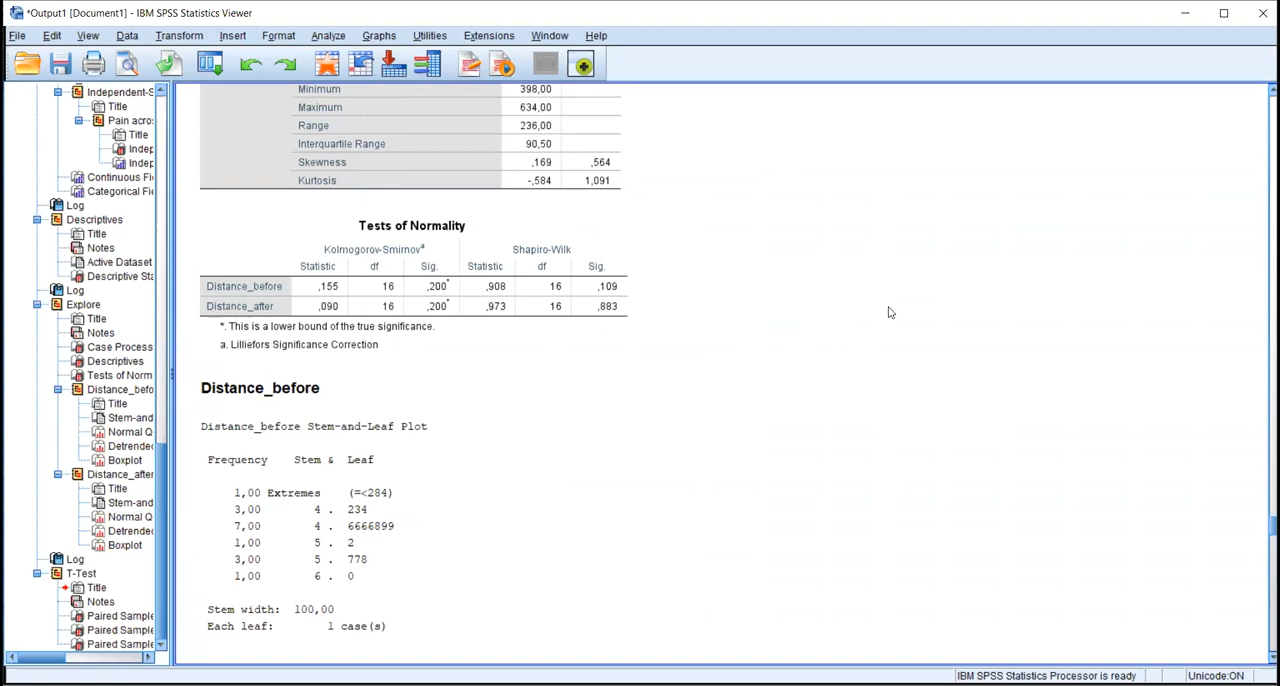 *Output1 [Document1] - IBM SPSS Statistics Viewer
File Edit View Data Transform Insert Format Analyze Graphs Utilities Extensions Window Help
Independent-S
Title
Pain acro
Title
Indep
Indep
Continuous Fi
Categorical Fie
Log
Descriptives
Title
Notes
Active Dataset
Descriptive Sta
Log
Explore
Title
Notes
Case Process
Descriptives
Tests of Norm
Distance_befo
Title
Stem-and
Normal Q
Detrended
Boxplot
Distance_after
Title
Stem-and
Normal Q
Detrended
Boxplot
Log
T-Test
Title
Notes
Paired Sample
Paired Sample
Paired Sample
Minimum 398,00
Maximum 634,00
Range 236,00
Interquartile Range 90,50
Skewness ,169 ,564
Kurtosis -,584 1,091
Tests of Normality
Kolmogorov-Smirnovᵃ Shapiro-Wilk
Statistic df Sig. Statistic df Sig.
Distance_before ,155 16 ,200* ,908 16 ,109
Distance_after ,090 16 ,200* ,973 16 ,883
*. This is a lower bound of the true significance.
a. Lilliefors Significance Correction
Distance_before
Distance_before Stem-and-Leaf Plot
Frequency Stem & Leaf
1,00 Extremes (=<284)
3,00 4 . 234
7,00 4 . 6666899
1,00 5 . 2
3,00 5 . 778
1,00 6 . 0
Stem width: 100,00
Each leaf: 1 case(s)
IBM SPSS Statistics Processor is ready Unicode:ON